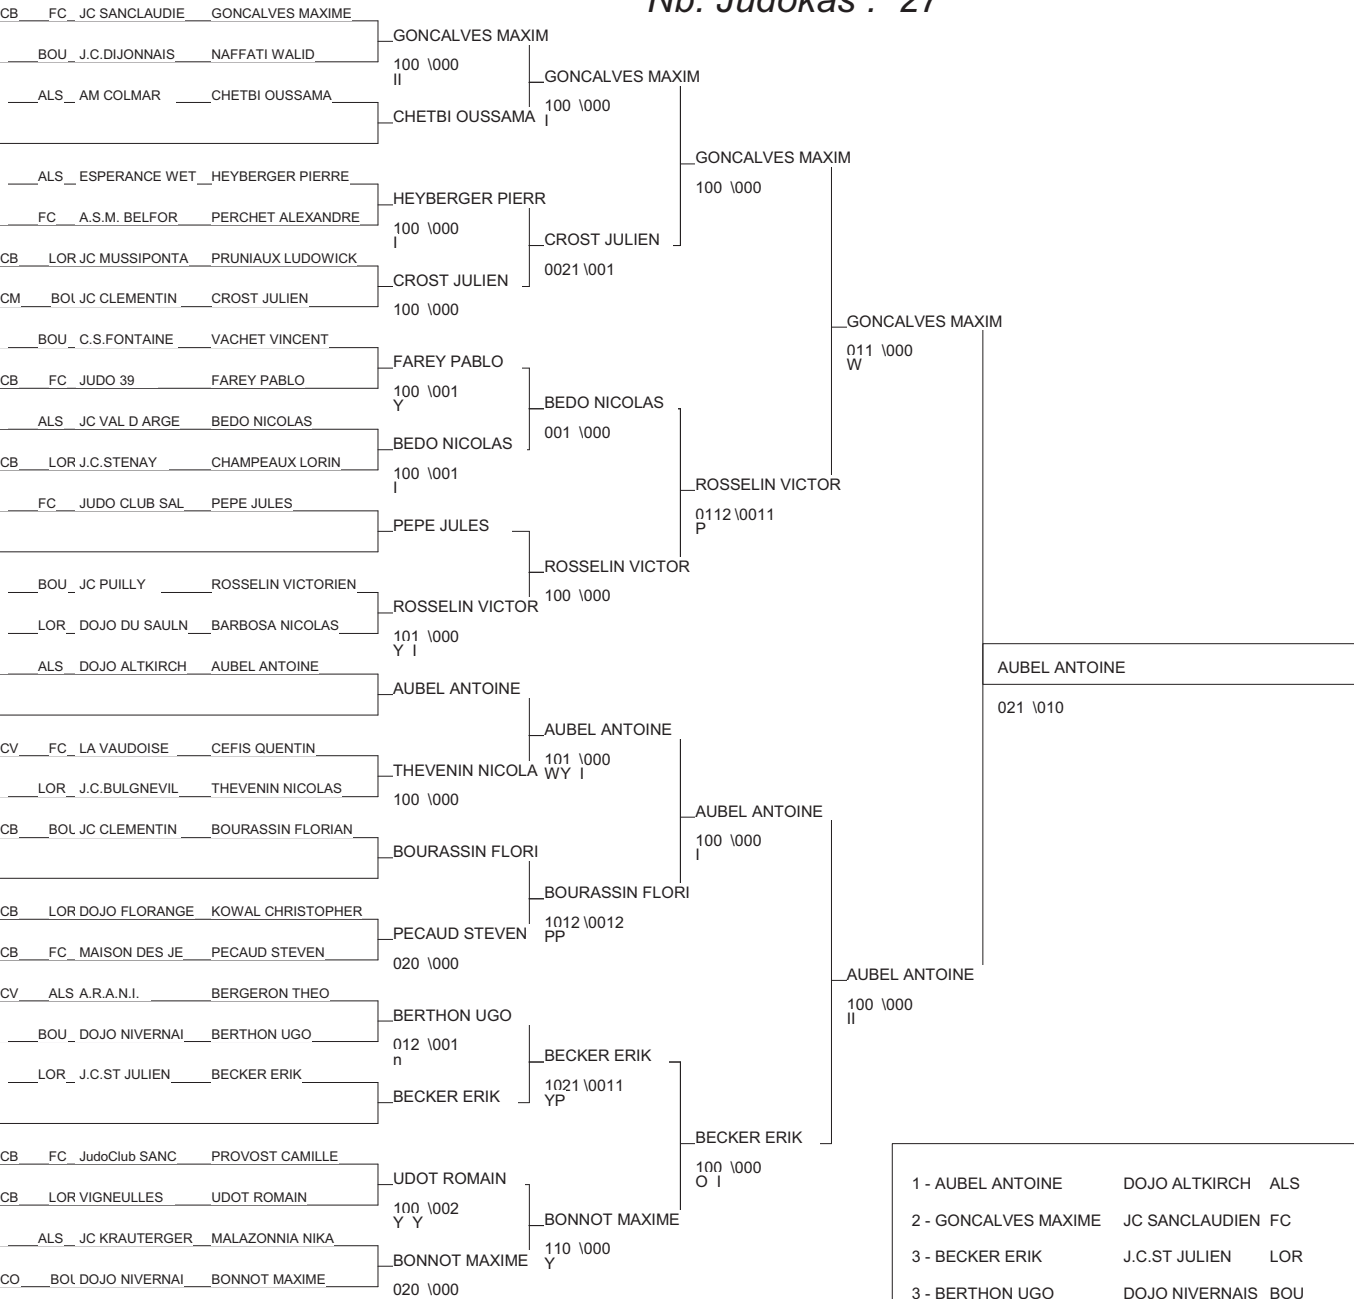 Nb. Judokas : 27
CB FC JC SANCLAUDIE GONCALVES MAXIME
BOU J.C.DIJONNAIS NAFFATI WALID
ALS AM COLMAR CHETBI OUSSAMA
ALS ESPERANCE WET HEYBERGER PIERRE
FC A.S.M. BELFOR PERCHET ALEXANDRE
CB LOR JC MUSSIPONTA PRUNIAUX LUDOWICK
CM BOU JC CLEMENTIN CROST JULIEN
BOU C.S.FONTAINE VACHET VINCENT
CB FC JUDO 39 FAREY PABLO
ALS JC VAL D ARGE BEDO NICOLAS
CB LOR J.C.STENAY CHAMPEAUX LORIN
FC JUDO CLUB SAL PEPE JULES
BOU JC PUILLY ROSSELIN VICTORIEN
LOR DOJO DU SAULN BARBOSA NICOLAS
ALS DOJO ALTKIRCH AUBEL ANTOINE
CV FC LA VAUDOISE CEFIS QUENTIN
LOR J.C.BULGNEVIL THEVENIN NICOLAS
CB BOU JC CLEMENTIN BOURASSIN FLORIAN
CB LOR DOJO FLORANGE KOWAL CHRISTOPHER
CB FC MAISON DES JE PECAUD STEVEN
CV ALS A.R.A.N.I. BERGERON THEO
BOU DOJO NIVERNAI BERTHON UGO
LOR J.C.ST JULIEN BECKER ERIK
CB FC JudoClub SANC PROVOST CAMILLE
CB LOR VIGNEULLES UDOT ROMAIN
ALS JC KRAUTERGER MALAZONNIA NIKA
CO BOU DOJO NIVERNAI BONNOT MAXIME
GONCALVES MAXIM
100 \000
II
CHETBI OUSSAMA
HEYBERGER PIERR
100 \000
I
CROST JULIEN
100 \000
FAREY PABLO
100 \001
Y
BEDO NICOLAS
100 \001
I
PEPE JULES
ROSSELIN VICTOR
101 \000
Y I
AUBEL ANTOINE
THEVENIN NICOLA
100 \000
BOURASSIN FLORI
PECAUD STEVEN
020 \000
BERTHON UGO
012 \001
n
BECKER ERIK
UDOT ROMAIN
100 \002
Y Y
BONNOT MAXIME
020 \000
GONCALVES MAXIM
100 \000
I
CROST JULIEN
0021 \001
BEDO NICOLAS
001 \000
ROSSELIN VICTOR
100 \000
AUBEL ANTOINE
101 \000
WY I
BOURASSIN FLORI
1012 \0012
PP
BECKER ERIK
1021 \0011
YP
BONNOT MAXIME
110 \000
Y
GONCALVES MAXIM
100 \000
ROSSELIN VICTOR
0112 \0011
P
AUBEL ANTOINE
100 \000
I
BECKER ERIK
100 \000
O I
GONCALVES MAXIM
011 \000
W
AUBEL ANTOINE
100 \000
II
AUBEL ANTOINE
021 \010
1 - AUBEL ANTOINE DOJO ALTKIRCH ALS
2 - GONCALVES MAXIME JC SANCLAUDIEN FC
3 - BECKER ERIK J.C.ST JULIEN LOR
3 - BERTHON UGO DOJO NIVERNAIS BOU